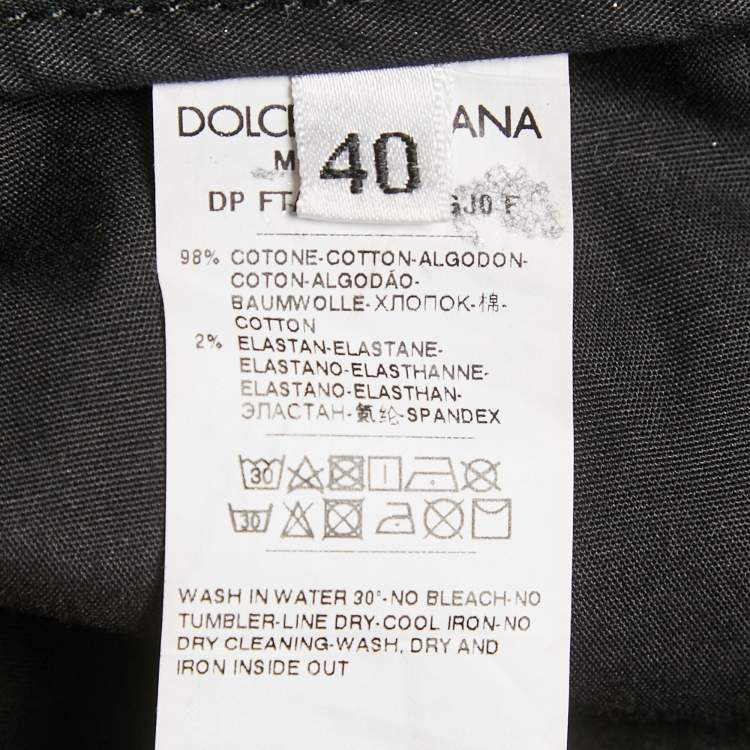 DOLC ANA
40
DP FT GJ0 F
98% COTONE-COTTON-ALGODON-
COTON-ALGODÁO-
BAUMWOLLE-ХЛОПОК-棉-
COTTON
2% ELASTAN-ELASTANE-
ELASTANO-ELASTHANNE-
ELASTANO-ELASTHAN-
ЭЛАСТАН-氨纶-SPANDEX
30
30
WASH IN WATER 30°-NO BLEACH-NO
TUMBLER-LINE DRY-COOL IRON-NO
DRY CLEANING-WASH, DRY AND
IRON INSIDE OUT